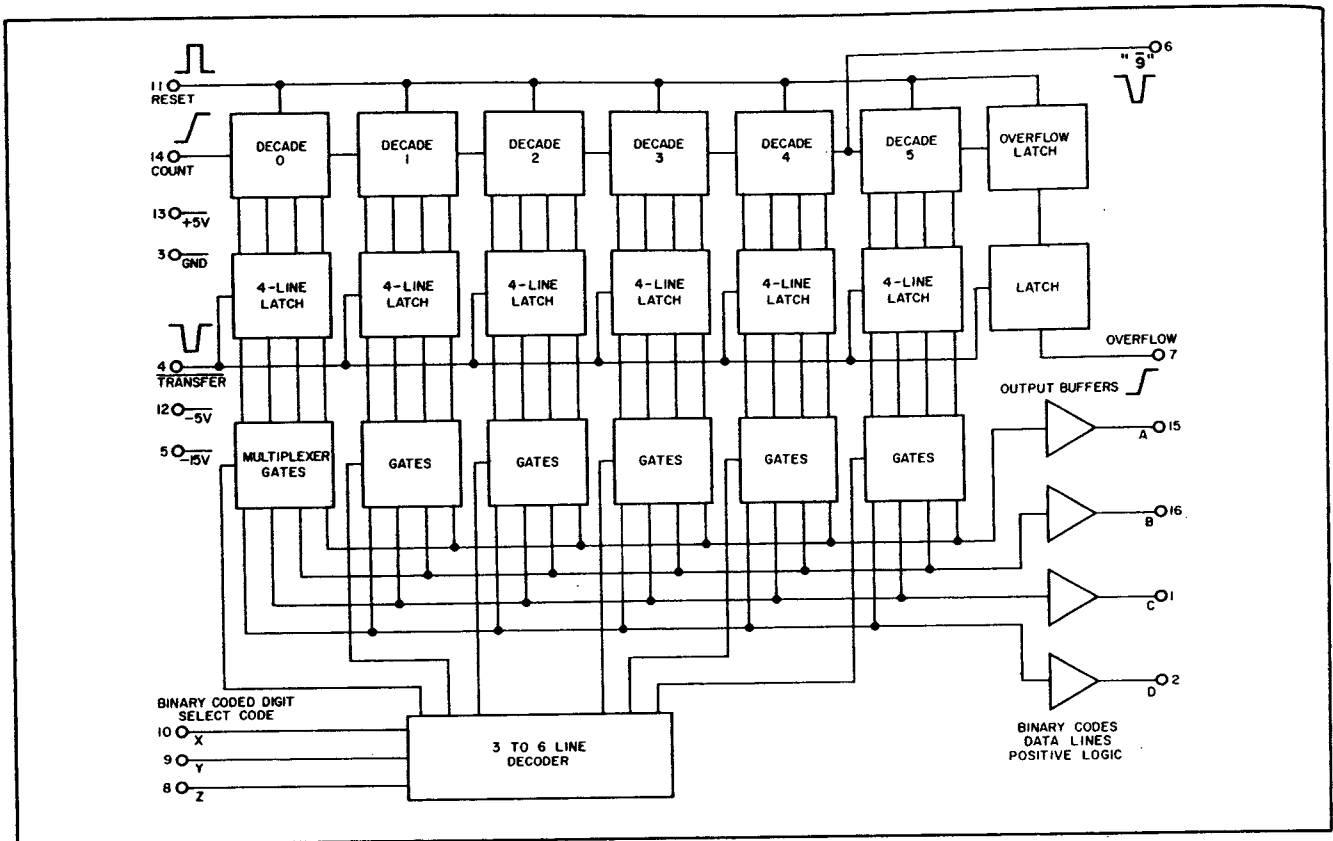 6
" 9̅ "
11
RESET
14
COUNT
DECADE
0
DECADE
1
DECADE
2
DECADE
3
DECADE
4
DECADE
5
OVERFLOW
LATCH
13
+5V
3
GND
4-LINE
LATCH
4-LINE
LATCH
4-LINE
LATCH
4-LINE
LATCH
4-LINE
LATCH
4-LINE
LATCH
LATCH
4
TRANSFER
OVERFLOW
7
12
-5V
OUTPUT BUFFERS
5
-15V
MULTIPLEXER
GATES
GATES
GATES
GATES
GATES
GATES
A
15
B
16
C
1
D
2
BINARY CODED DIGIT
SELECT CODE
10
X
9
Y
8
Z
3 TO 6 LINE
DECODER
BINARY CODES
DATA LINES
POSITIVE LOGIC